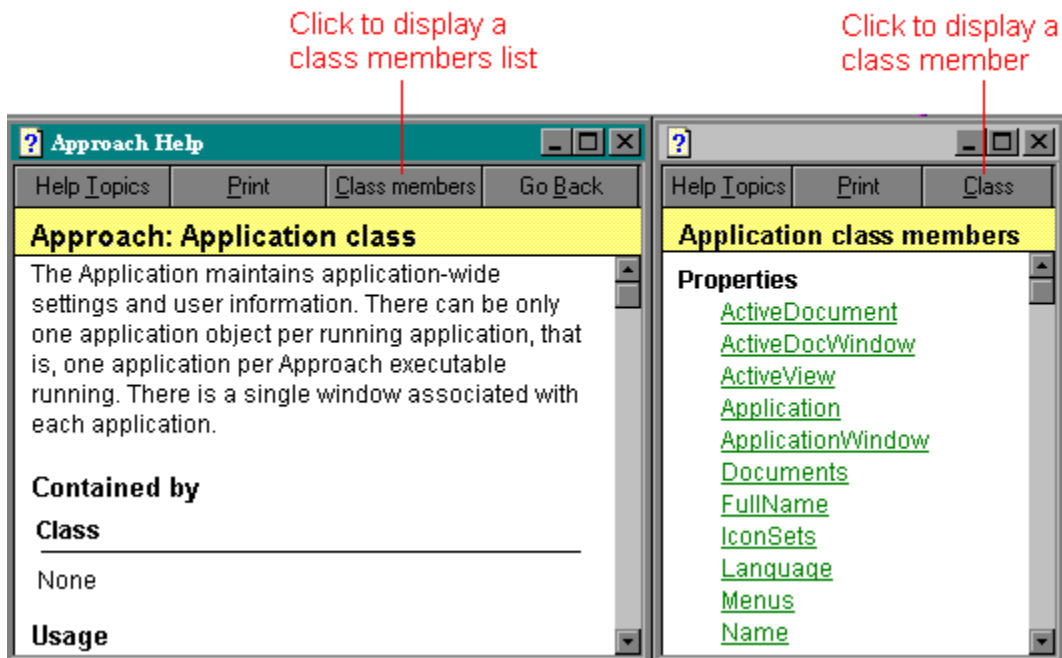 Click to display a
class members list
Click to display a
class member
Approach Help
Help Topics Print Class members Go Back
Approach: Application class
The Application maintains application-wide
settings and user information. There can be only
one application object per running application, that
is, one application per Approach executable
running. There is a single window associated with
each application.
Contained by
Class
None
Usage
Help Topics Print Class
Application class members
Properties
ActiveDocument
ActiveDocWindow
ActiveView
Application
ApplicationWindow
Documents
FullName
IconSets
Language
Menus
Name